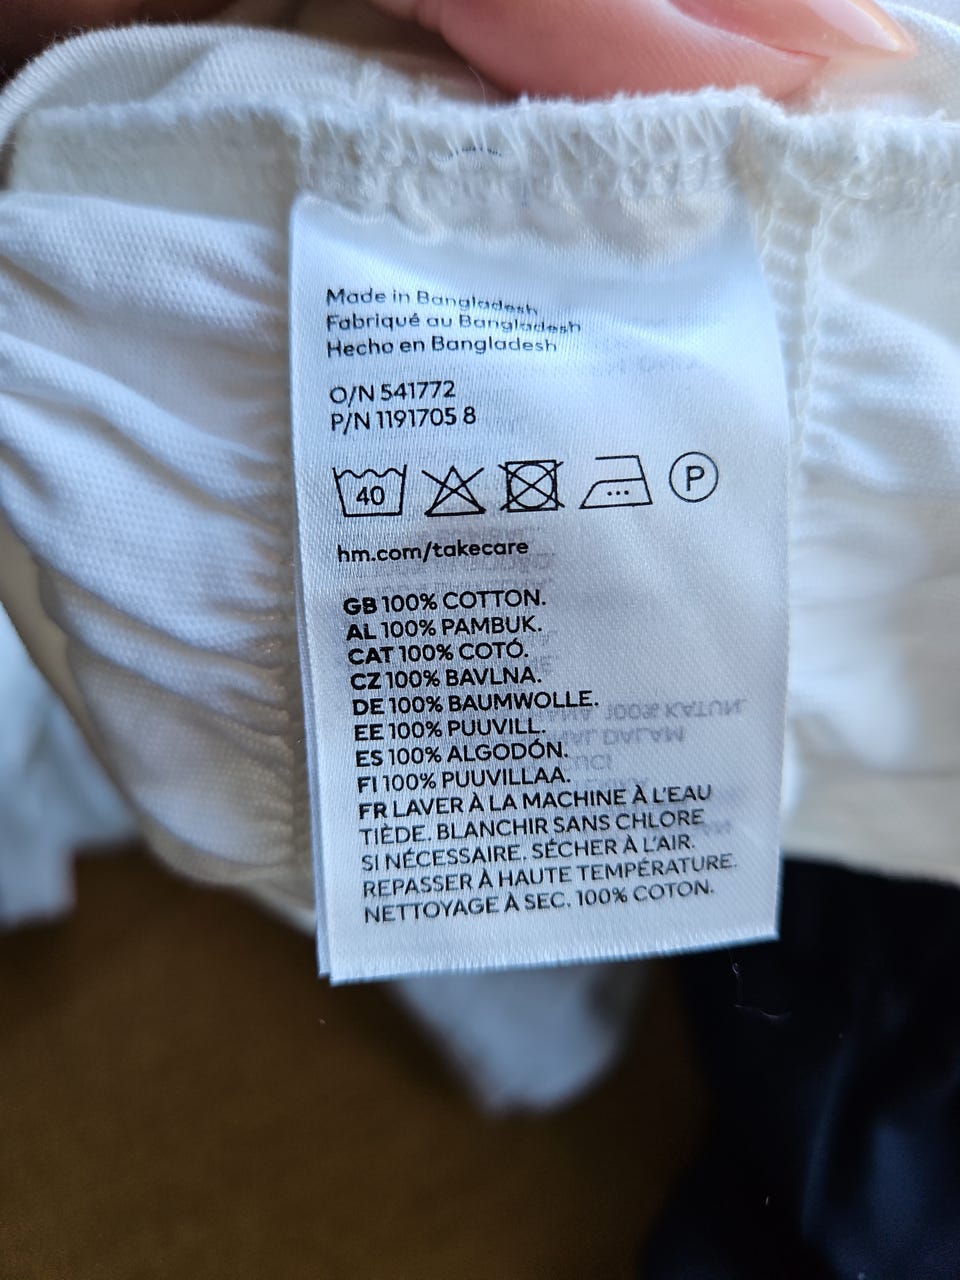 Made in Bangladesh
Fabriqué au Bangladesh
Hecho en Bangladesh
O/N 541772
P/N 1191705 8
40 P
hm.com/takecare
GB 100% COTTON.
AL 100% PAMBUK.
CAT 100% COTÓ.
CZ 100% BAVLNA.
DE 100% BAUMWOLLE.
EE 100% PUUVILL.
ES 100% ALGODÓN.
FI 100% PUUVILLAA.
FR LAVER À LA MACHINE À L'EAU
TIÈDE. BLANCHIR SANS CHLORE
SI NÉCESSAIRE. SÉCHER À L'AIR.
REPASSER À HAUTE TEMPÉRATURE.
NETTOYAGE À SEC. 100% COTON.